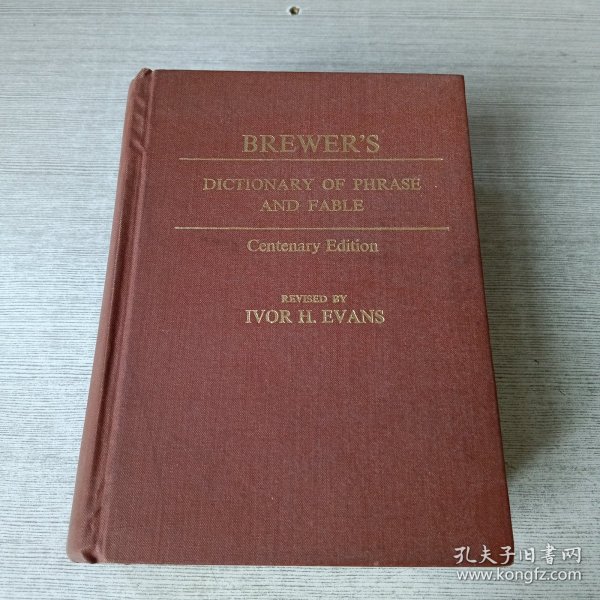 BREWER'S
DICTIONARY OF PHRASE
AND FABLE
Centenary Edition
REVISED BY
IVOR H. EVANS
孔夫子旧书网
www.kongfz.com